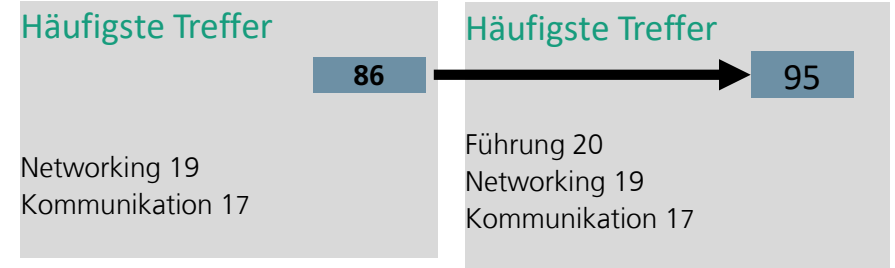 Häufigste Treffer
86
Networking 19
Kommunikation 17
Häufigste Treffer
95
Führung 20
Networking 19
Kommunikation 17